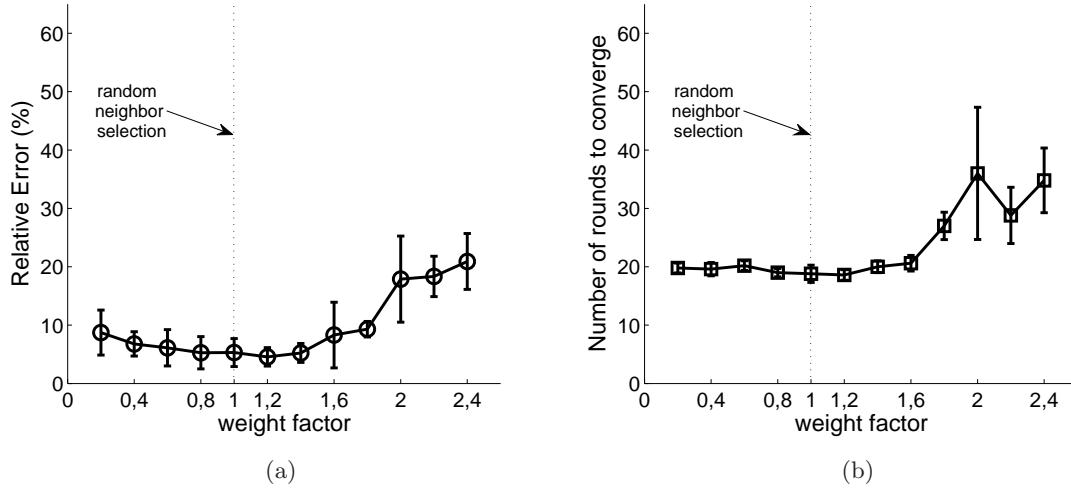 60
50
40
30
20
10
0
Relative Error (%)
random
neighbor
selection
0 0,4 0,8 1 1,2 1,6 2 2,4
weight factor
(a)
60
50
40
30
20
10
0
Number of rounds to converge
random
neighbor
selection
0 0,4 0,8 1 1,2 1,6 2 2,4
weight factor
(b)